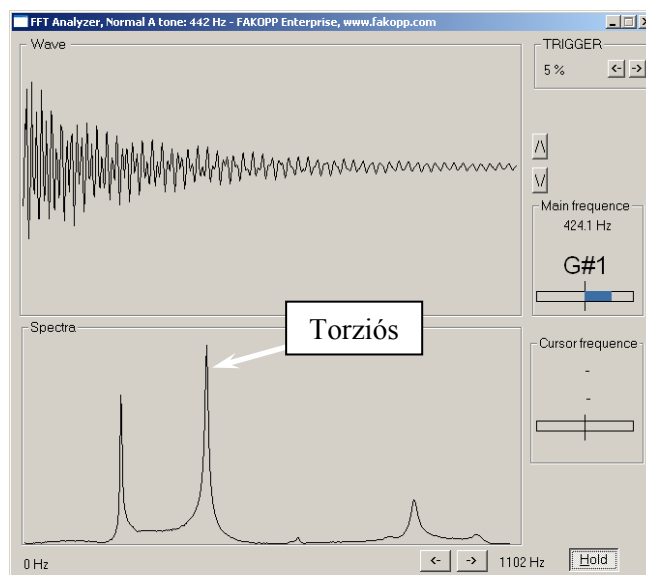 FFT Analyzer, Normal A tone: 442 Hz - FAKOPP Enterprise, www.fakopp.com
Wave
TRIGGER
5 %
<-
->
/\
\/
Main frequence
424.1 Hz
G#1
Spectra
Torziós
Cursor frequence
-
-
0 Hz
<-
->
1102 Hz
Hold